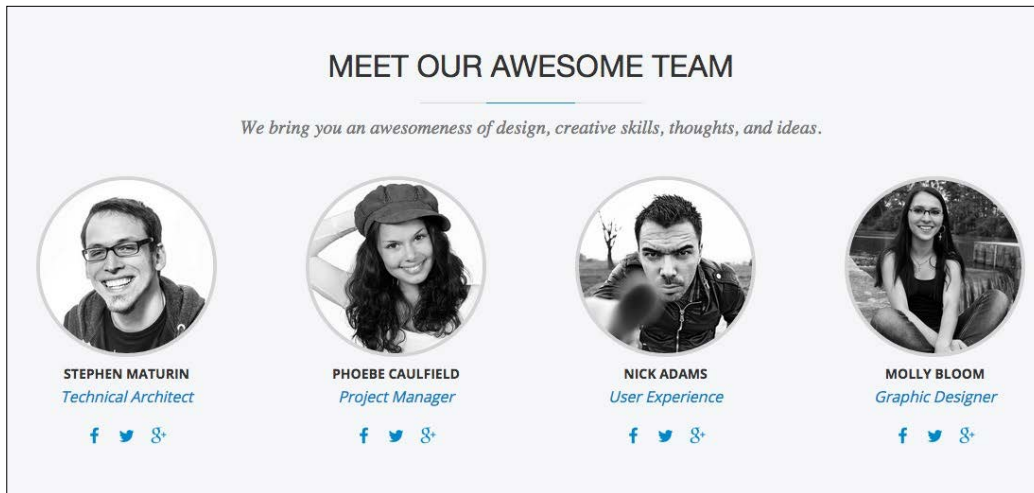 MEET OUR AWESOME TEAM
We bring you an awesomeness of design, creative skills, thoughts, and ideas.
STEPHEN MATURIN
Technical Architect
PHOEBE CAULFIELD
Project Manager
NICK ADAMS
User Experience
MOLLY BLOOM
Graphic Designer